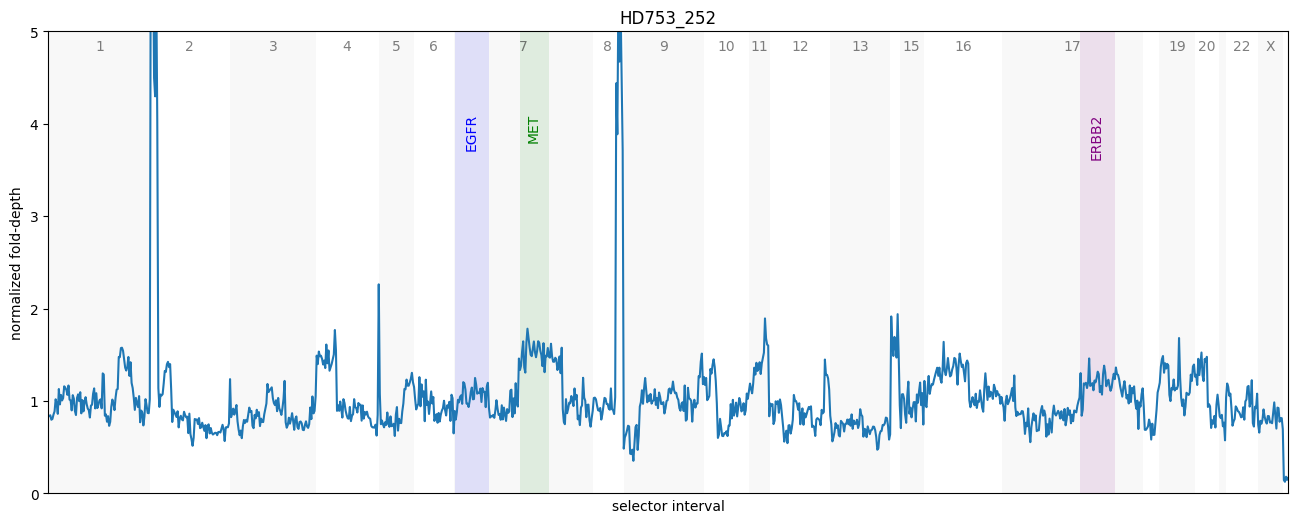 HD753_252
5
4
3
2
1
0
normalized fold-depth
1 2 3 4 5 6 7 8 9 10 11 12 13 15 16 17 19 20 22 X
EGFR
MET
ERBB2
selector interval